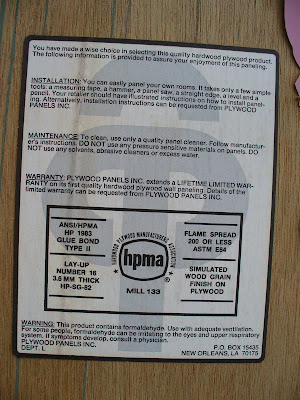 You have made a wise choice in selecting this quality hardwood plywood product.
The following information is provided to assure your enjoyment of this paneling.
INSTALLATION: You can easily panel your own rooms. It takes only a few simple
tools: a measuring tape, a hammer, a panel saw, a straight edge, a level and a
pencil. Your retailer should have illustrated instructions on how to install panel-
ing. Alternatively, installation instructions can be requested from PLYWOOD
PANELS INC.
MAINTENANCE: To clean, use only a quality panel cleaner. Follow manufactur-
er's instructions. DO NOT use any pressure sensitive materials on panels. DO
NOT use any solvents, abrasive cleaners or excess water.
WARRANTY: PLYWOOD PANELS INC. extends a LIFETIME LIMITED WAR-
RANTY on its first quality hardwood plywood wall paneling. Details of the
limited warranty can be requested from PLYWOOD PANELS INC.
ANSI/HPMA
HP 1983
GLUE BOND
TYPE II
LAY-UP
NUMBER 16
3.6 MM THICK
HP-SG-82
HARDWOOD PLYWOOD MANUFACTURERS ASSOCIATION
hpma
MILL 133
FLAME SPREAD
200 OR LESS
ASTM E84
SIMULATED
WOOD GRAIN
FINISH ON
PLYWOOD
WARNING: This product contains formaldehyde. Use with adequate ventilation.
For some people, formaldehyde can be irritating to the eyes and upper respiratory
system. If symptoms develop, consult a physician.
PLYWOOD PANELS INC.
DEPT. L
P.O. BOX 15435
NEW ORLEANS, LA 70175